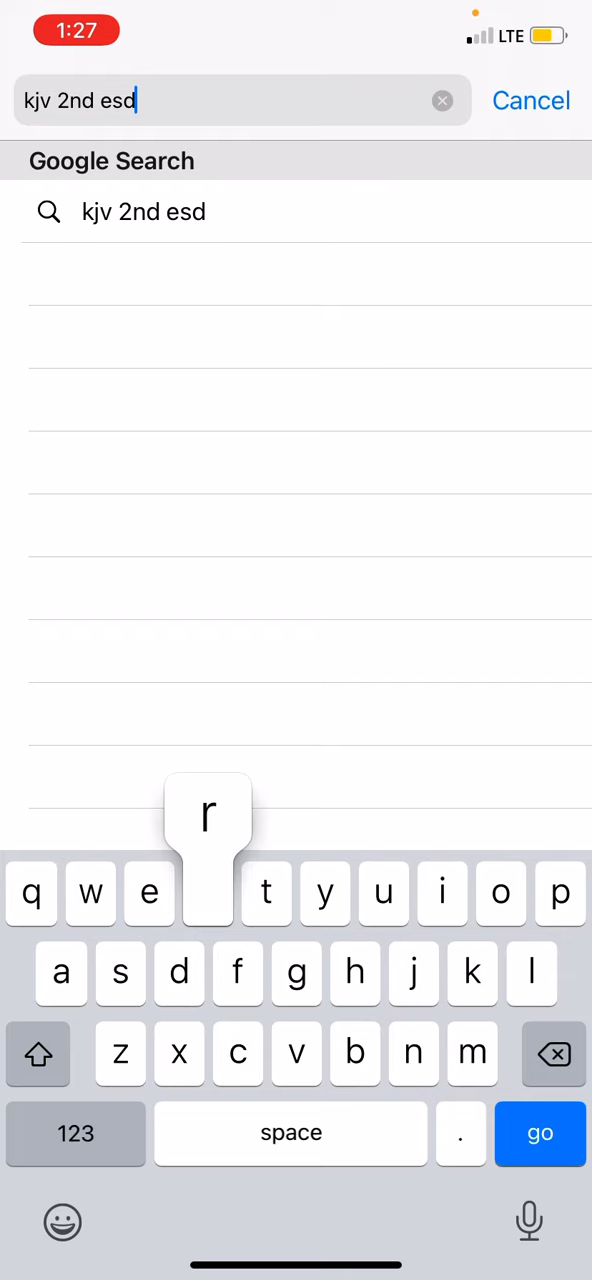 1:27
LTE
kjv 2nd esd
Cancel
Google Search
kjv 2nd esd
r
q w e t y u i o p
a s d f g h j k l
z x c v b n m
123 space . go